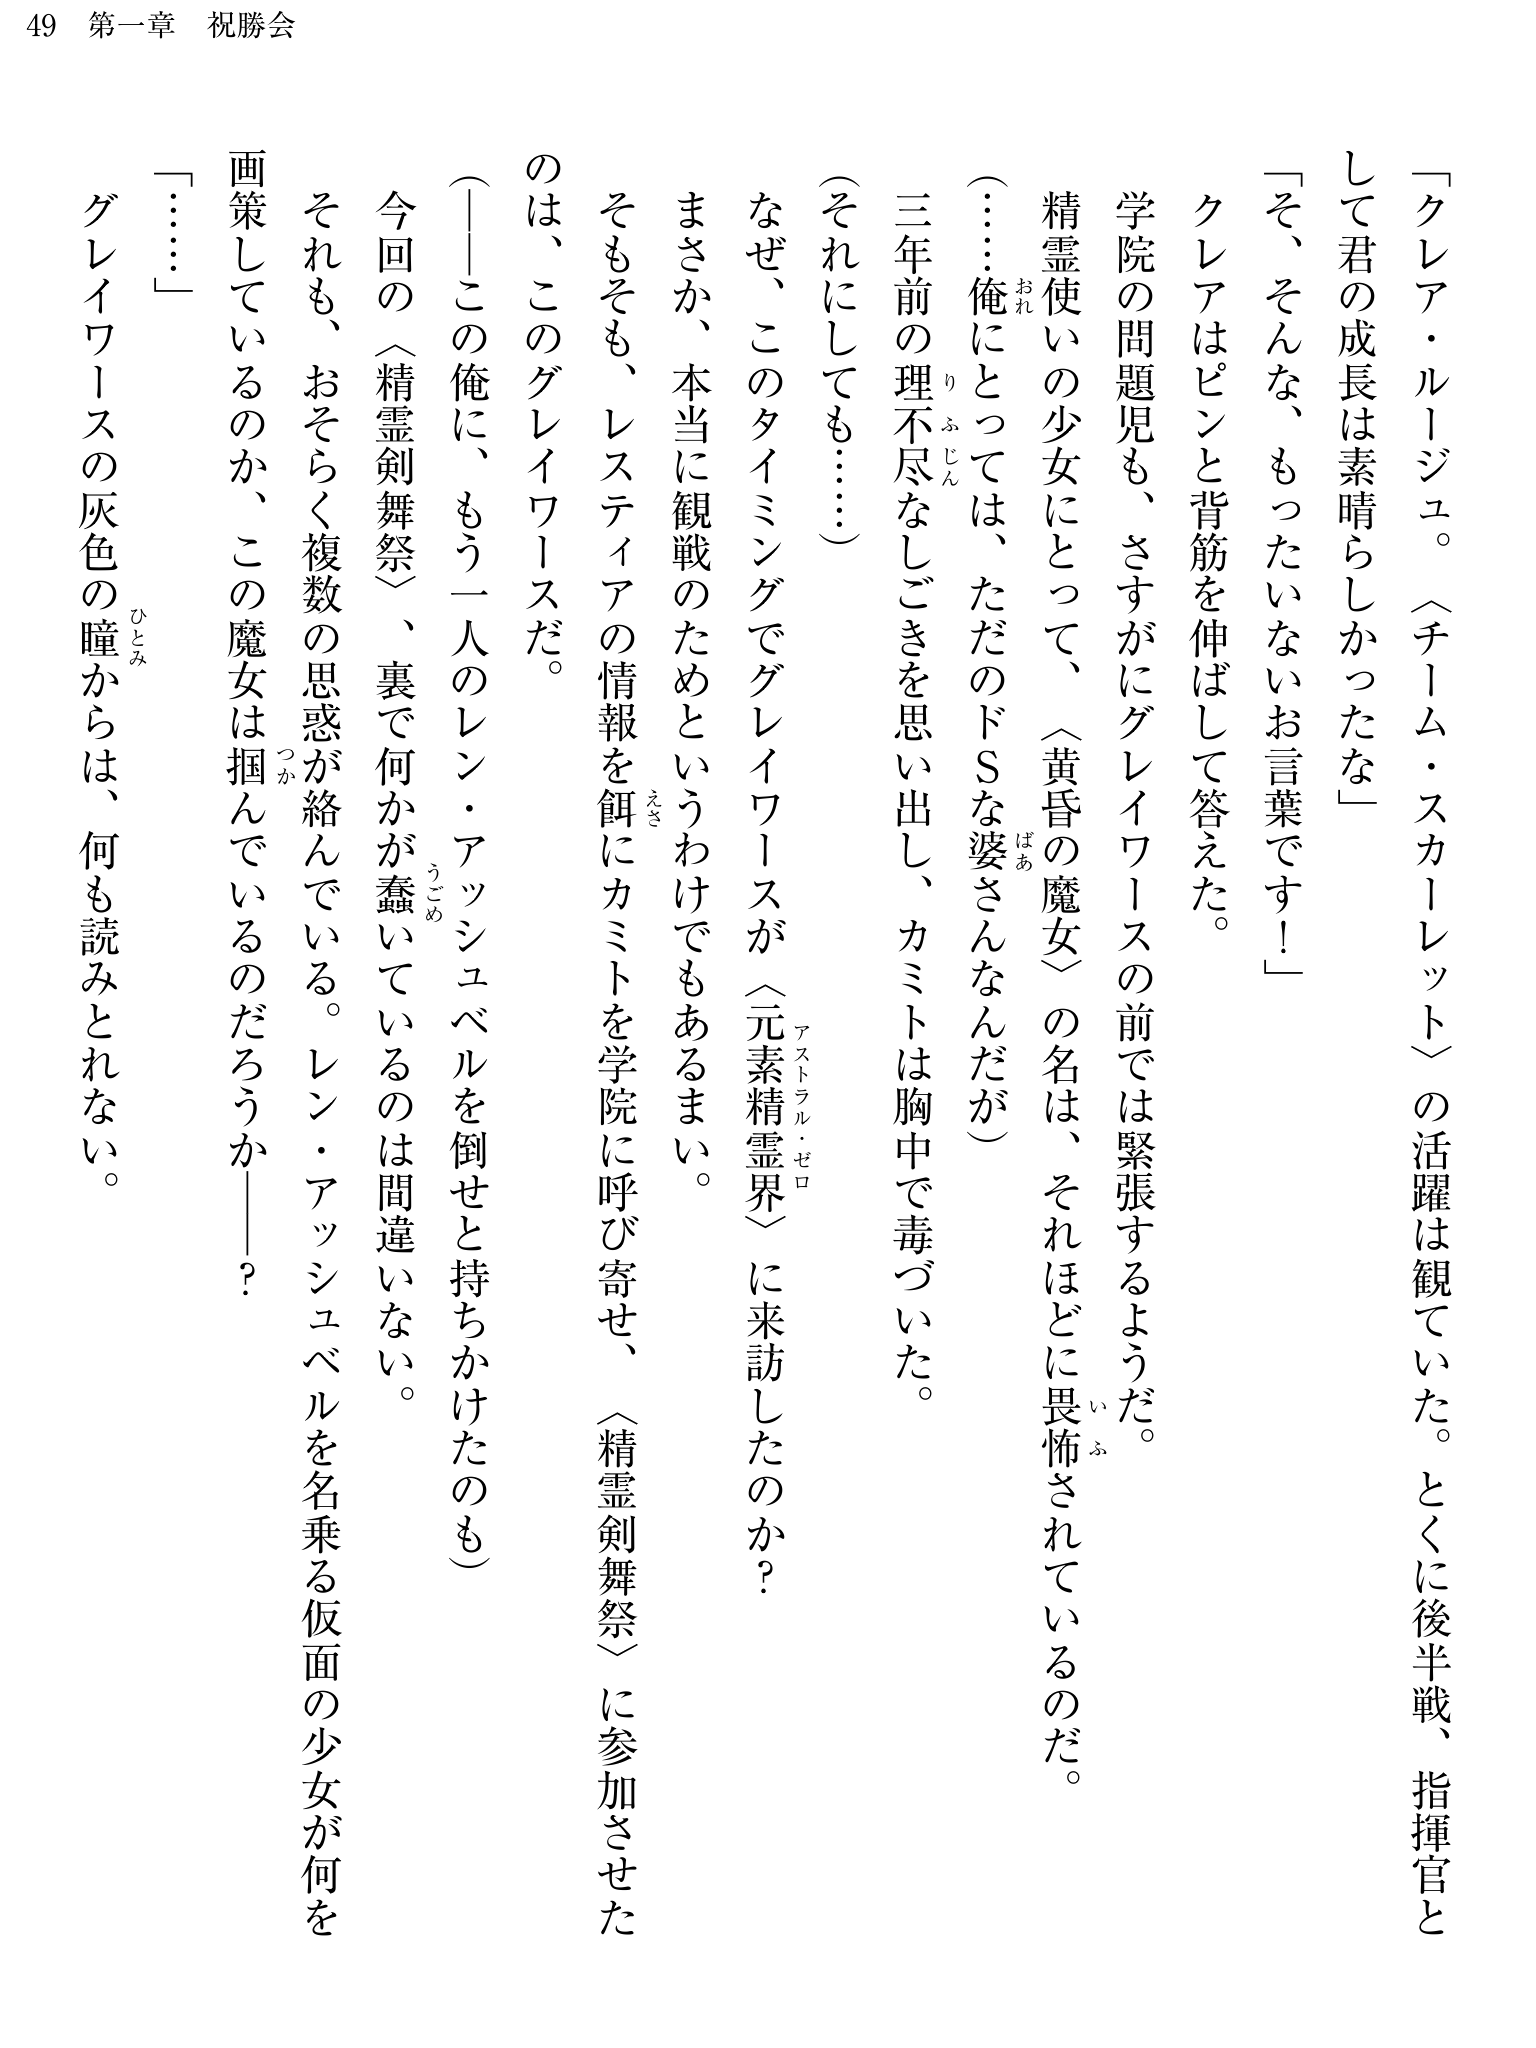 49　第一章　祝勝会
「クレア・ルージュ。〈チーム・スカーレット〉の活躍は観ていた。とくに後半戦、指揮官と
して君の成長は素晴らしかったな」
「そ、そんな、もったいないお言葉です！」
　クレアはピンと背筋を伸ばして答えた。
　学院の問題児も、さすがにグレイワースの前では緊張するようだ。
　精霊使いの少女にとって、〈黄昏の魔女〉の名は、それほどに畏怖されているのだ。
（……俺にとっては、ただのドＳな婆さんなんだが）
　三年前の理不尽なしごきを思い出し、カミトは胸中で毒づいた。
（それにしても……）
　なぜ、このタイミングでグレイワースが〈元素精霊界〉に来訪したのか？
　まさか、本当に観戦のためというわけでもあるまい。
　そもそも、レスティアの情報を餌にカミトを学院に呼び寄せ、〈精霊剣舞祭〉に参加させた
のは、このグレイワースだ。
（――この俺に、もう一人のレン・アッシュベルを倒せと持ちかけたのも）
　今回の〈精霊剣舞祭〉、裏で何かが蠢いているのは間違いない。
　それも、おそらく複数の思惑が絡んでいる。レン・アッシュベルを名乗る仮面の少女が何を
画策しているのか、この魔女は掴んでいるのだろうか――？
「……」
　グレイワースの灰色の瞳からは、何も読みとれない。